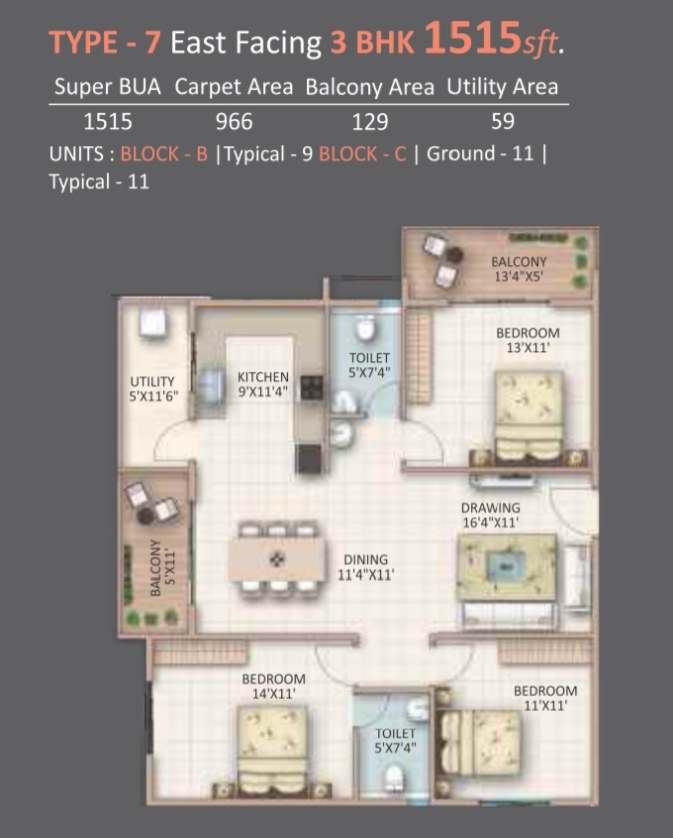 TYPE - 7 East Facing 3 BHK 1515sft.
Super BUA Carpet Area Balcony Area Utility Area
1515 966 129 59
UNITS : BLOCK - B |Typical - 9 BLOCK - C | Ground - 11 |
Typical - 11
BALCONY
13'4"X5'
BEDROOM
13'X11'
TOILET
5'X7'4"
KITCHEN
9'X11'4"
UTILITY
5'X11'6"
DRAWING
16'4"X11'
BALCONY
5'X11'
DINING
11'4"X11'
BEDROOM
14'X11'
BEDROOM
11'X11'
TOILET
5'X7'4"